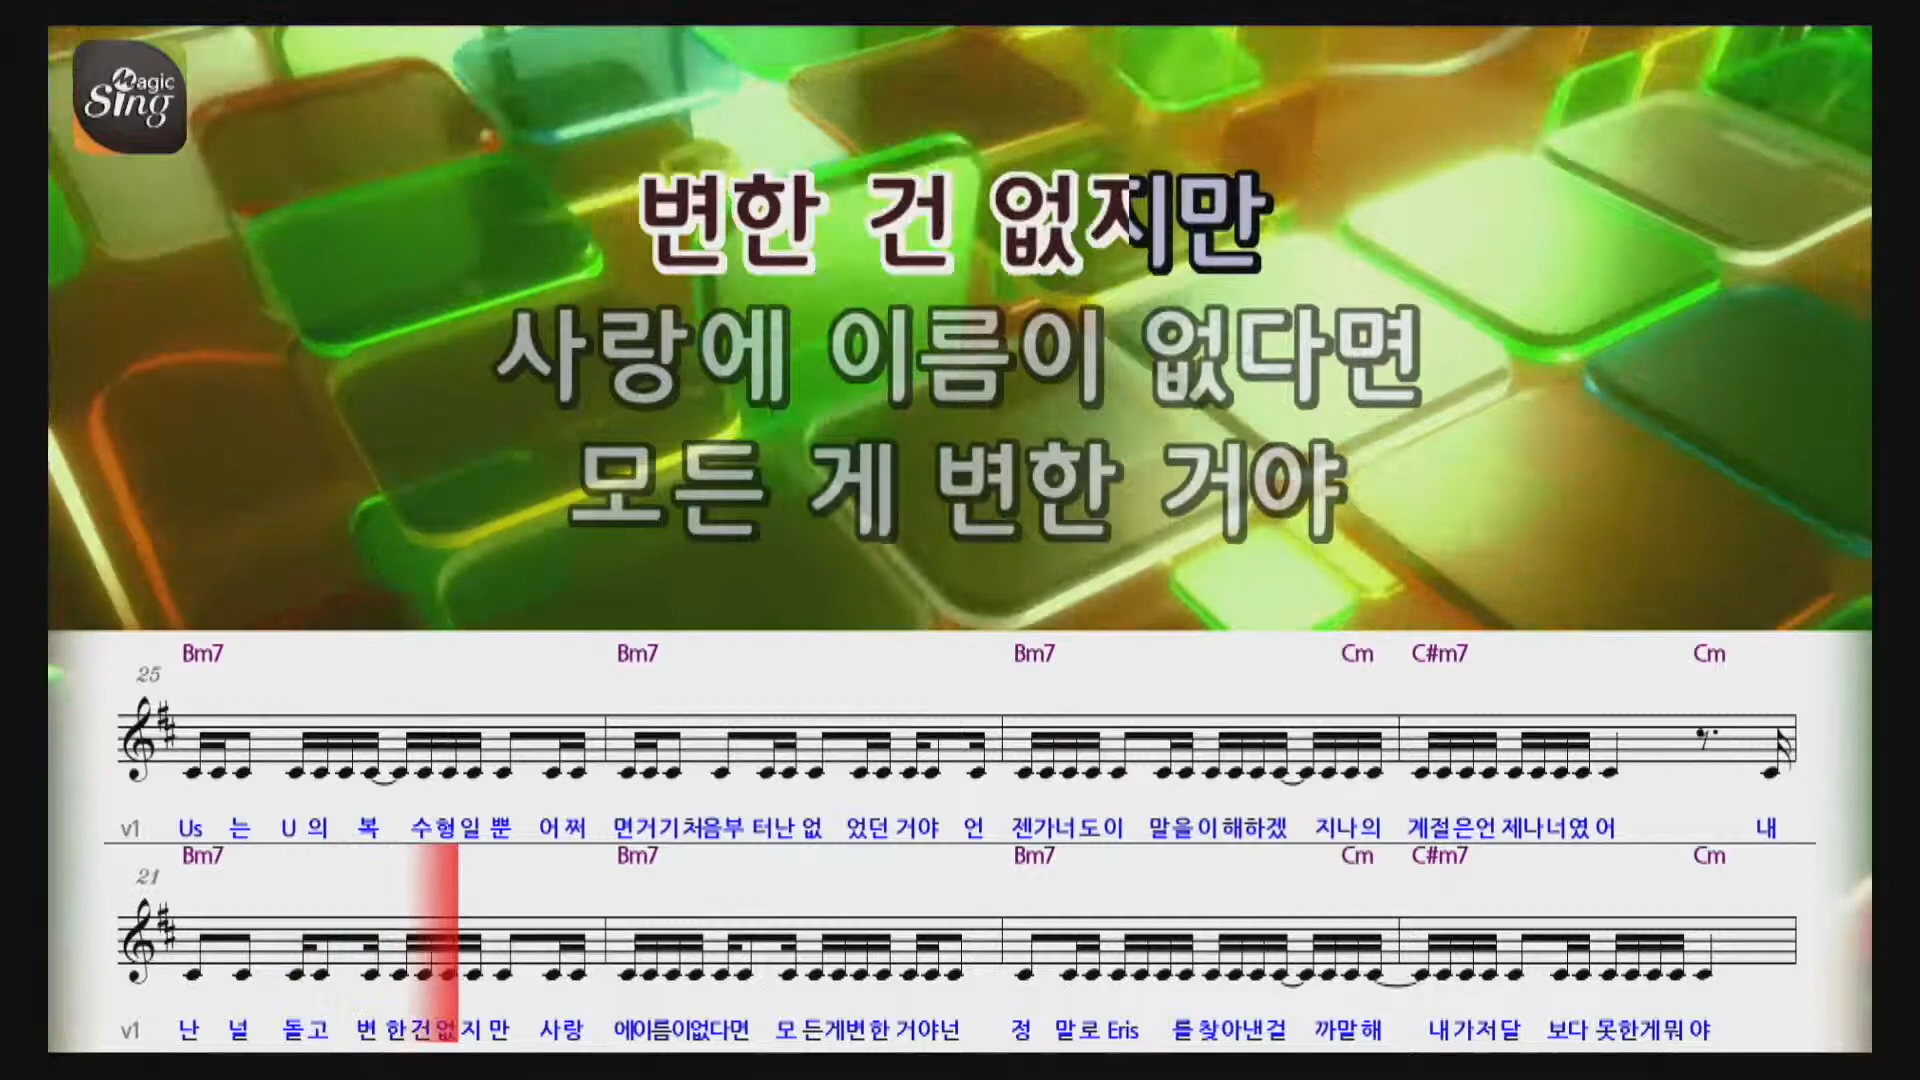 Magic
Sing
변한 건 없지만
사랑에 이름이 없다면
모든 게 변한 거야
Bm7 Bm7 Bm7 Cm C#m7 Cm
25
v1 Us 는 U 의 복 수형일 뿐 어쩌 면거기처음부 터난 없 었던 거야 언 젠가너도이 말을이해하겠 지나의 계절은언 제나너였 어 내
Bm7 Bm7 Bm7 Cm C#m7 Cm
21
v1 난 널 돌고 변 한건없지 만 사랑 에이름이없다면 모 든게변한 거야넌 정 말로 Eris 를찾아낸걸 까말해 내가저달 보다 못한게뭐 야